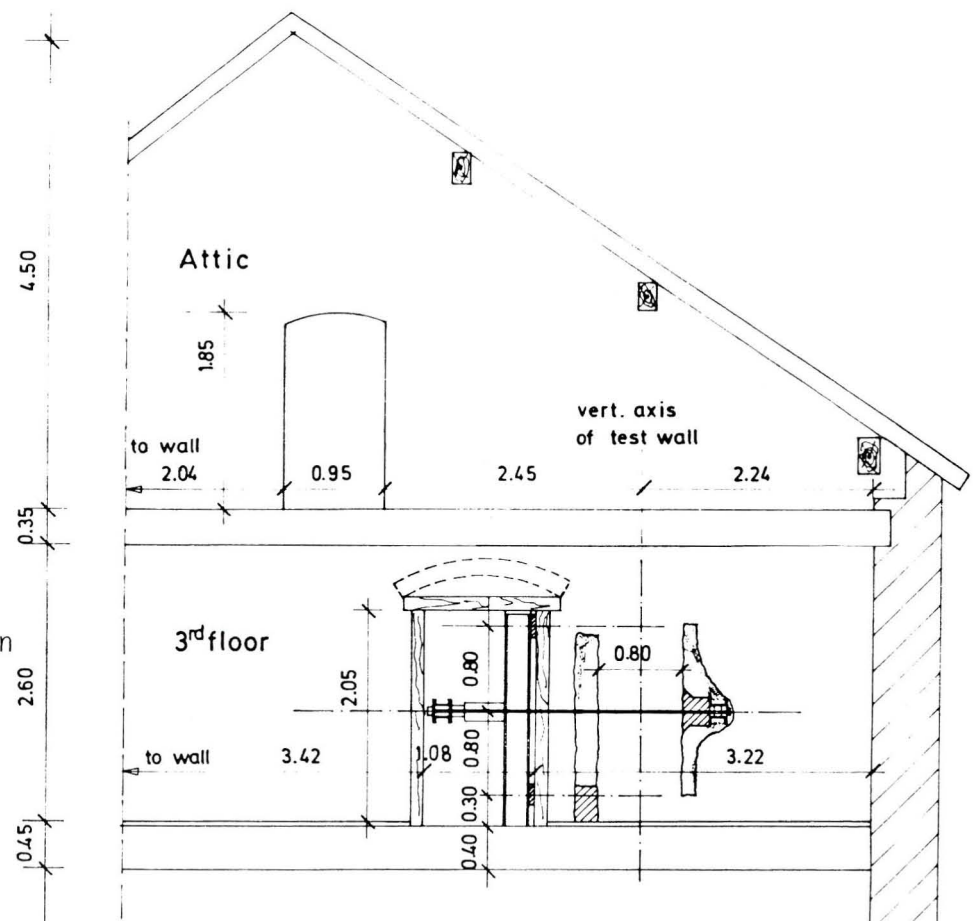 4.50
Attic
1.85
vert. axis
of test wall
to wall
2.04
0.95
2.45
2.24
0.35
n
3rd floor
2.60
2.05
0.80
0.80
0.80
to wall
3.42
1.08
3.22
0.30
0.45
0.40